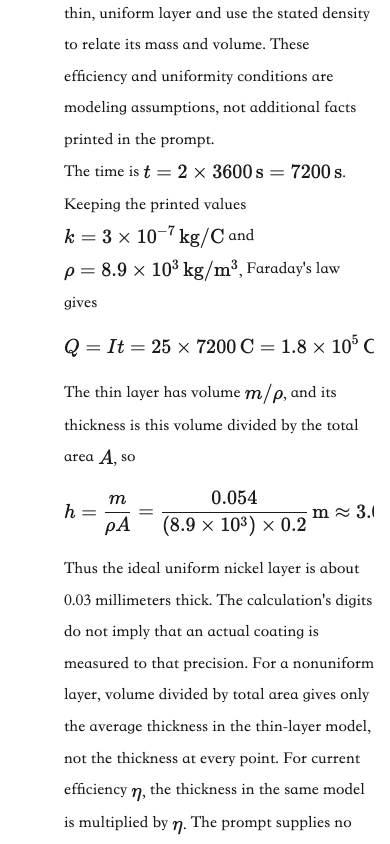 thin, uniform layer and use the stated density
to relate its mass and volume. These
efficiency and uniformity conditions are
modeling assumptions, not additional facts
printed in the prompt.
The time is t = 2 × 3600 s = 7200 s.
Keeping the printed values
k = 3 × 10⁻⁷ kg/C and
ρ = 8.9 × 10³ kg/m³, Faraday's law
gives
Q = It = 25 × 7200 C = 1.8 × 10⁵ C
The thin layer has volume m/ρ, and its
thickness is this volume divided by the total
area A, so
h = m/(ρA) = 0.054/((8.9 × 10³) × 0.2) m ≈ 3.
Thus the ideal uniform nickel layer is about
0.03 millimeters thick. The calculation's digits
do not imply that an actual coating is
measured to that precision. For a nonuniform
layer, volume divided by total area gives only
the average thickness in the thin-layer model,
not the thickness at every point. For current
efficiency η, the thickness in the same model
is multiplied by η. The prompt supplies no